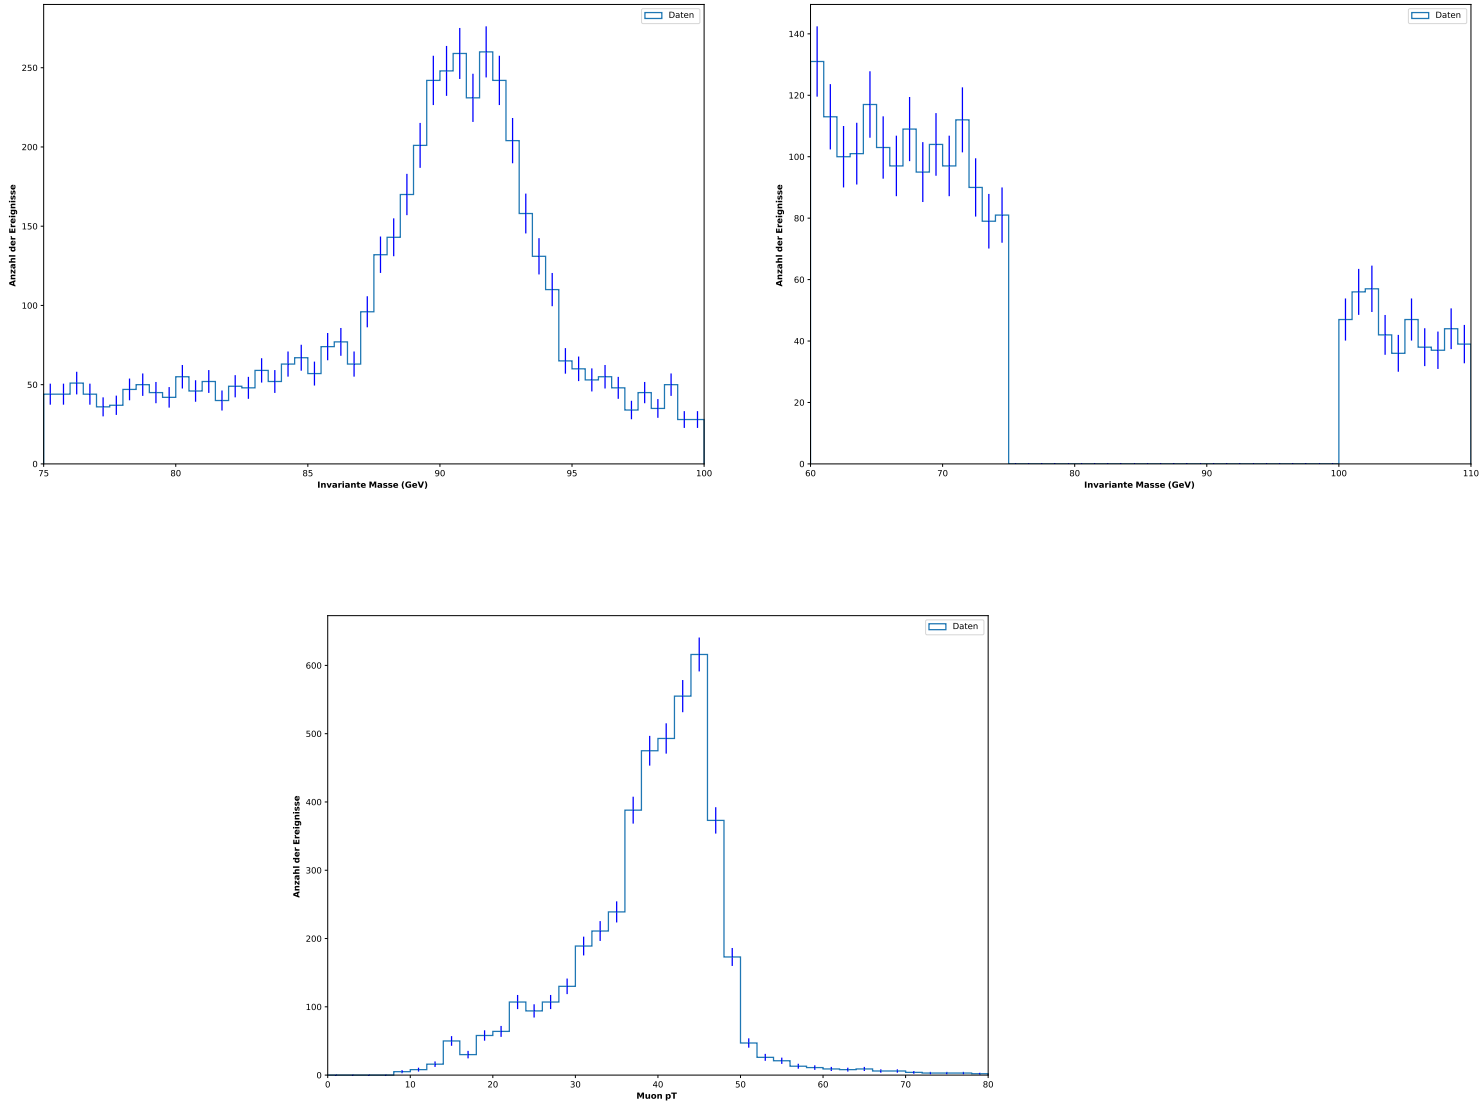 Daten
Anzahl der Ereignisse
250
200
150
100
50
0
75 80 85 90 95 100
Invariante Masse (GeV)
Daten
Anzahl der Ereignisse
140
120
100
80
60
40
20
0
60 70 80 90 100 110
Invariante Masse (GeV)
Daten
Anzahl der Ereignisse
600
500
400
300
200
100
0
0 10 20 30 40 50 60 70 80
Muon pT